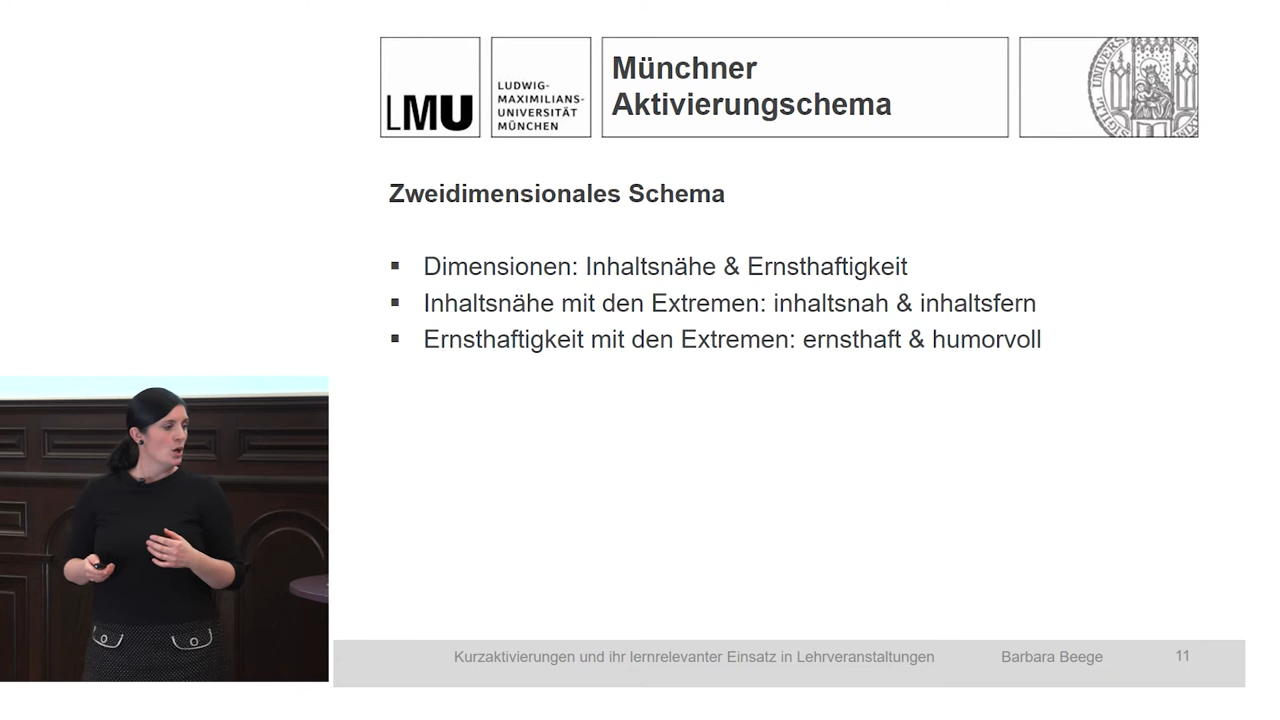 LMU
LUDWIG-
MAXIMILIANS-
UNIVERSITÄT
MÜNCHEN
Münchner
Aktivierungschema
Zweidimensionales Schema
▪ Dimensionen: Inhaltsnähe & Ernsthaftigkeit
▪ Inhaltsnähe mit den Extremen: inhaltsnah & inhaltsfern
▪ Ernsthaftigkeit mit den Extremen: ernsthaft & humorvoll
Kurzaktivierungen und ihr lernrelevanter Einsatz in Lehrveranstaltungen Barbara Beege 11